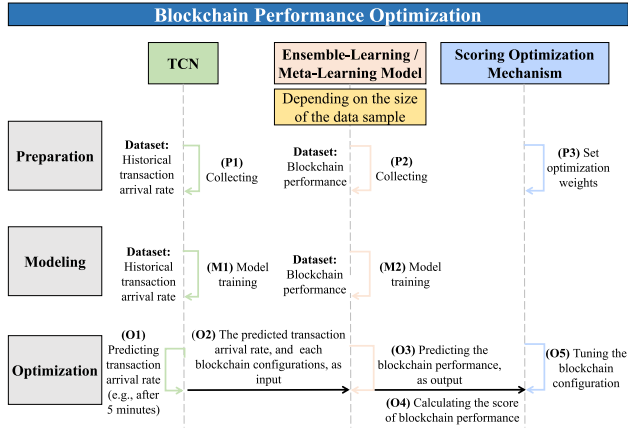 Blockchain Performance Optimization
TCN
Ensemble-Learning /
Meta-Learning Model
Scoring Optimization
Mechanism
Depending on the size
of the data sample
Preparation
Dataset:
Historical
transaction
arrival rate
(P1)
Collecting
Dataset:
Blockchain
performance
(P2)
Collecting
(P3) Set
optimization
weights
Modeling
Dataset:
Historical
transaction
arrival rate
(M1) Model
training
Dataset:
Blockchain
performance
(M2) Model
training
Optimization
(O1)
Predicting
transaction
arrival rate
(e.g., after
5 minutes)
(O2) The predicted transaction
arrival rate, and each
blockchain configurations, as
input
(O3) Predicting the
blockchain performance,
as output
(O4) Calculating the score
of blockchain performance
(O5) Tuning the
blockchain
configuration